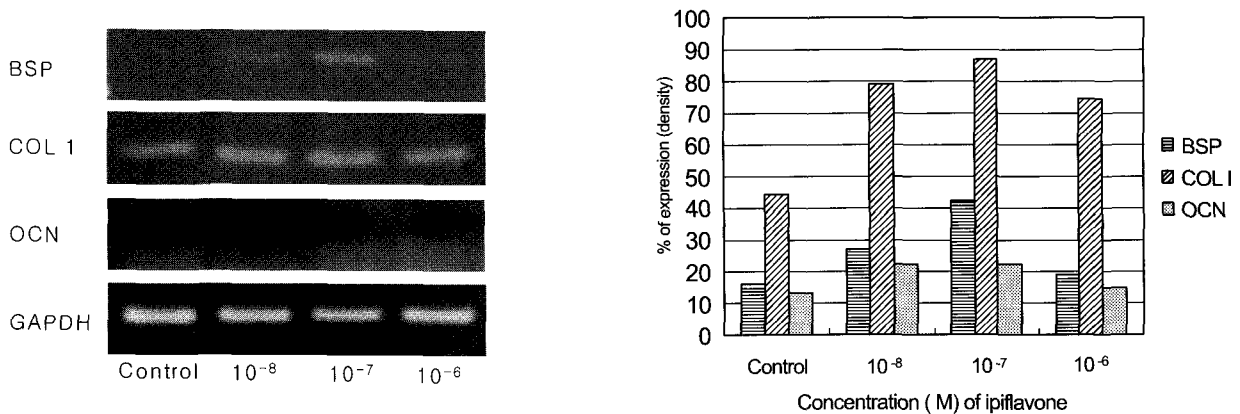 BSP
COL 1
OCN
GAPDH
Control 10⁻⁸ 10⁻⁷ 10⁻⁶
% of expression (density)
100
90
80
70
60
50
40
30
20
10
0
Control 10⁻⁸ 10⁻⁷ 10⁻⁶
Concentration ( M) of ipiflavone
BSP
COL I
OCN